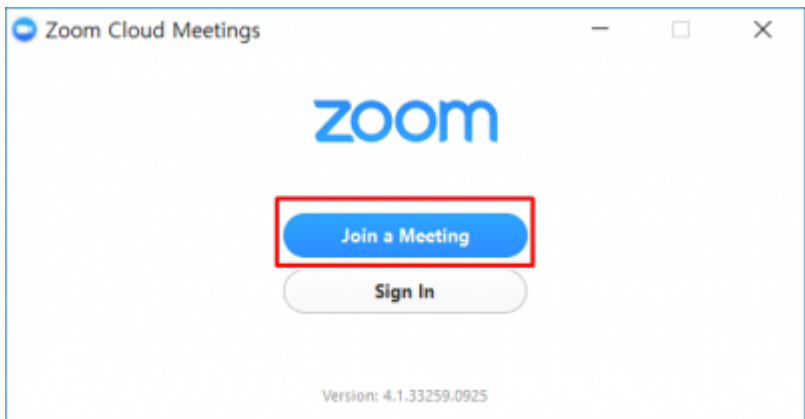 Zoom Cloud Meetings
zoom
Join a Meeting
Sign In
Version: 4.1.33259.0925